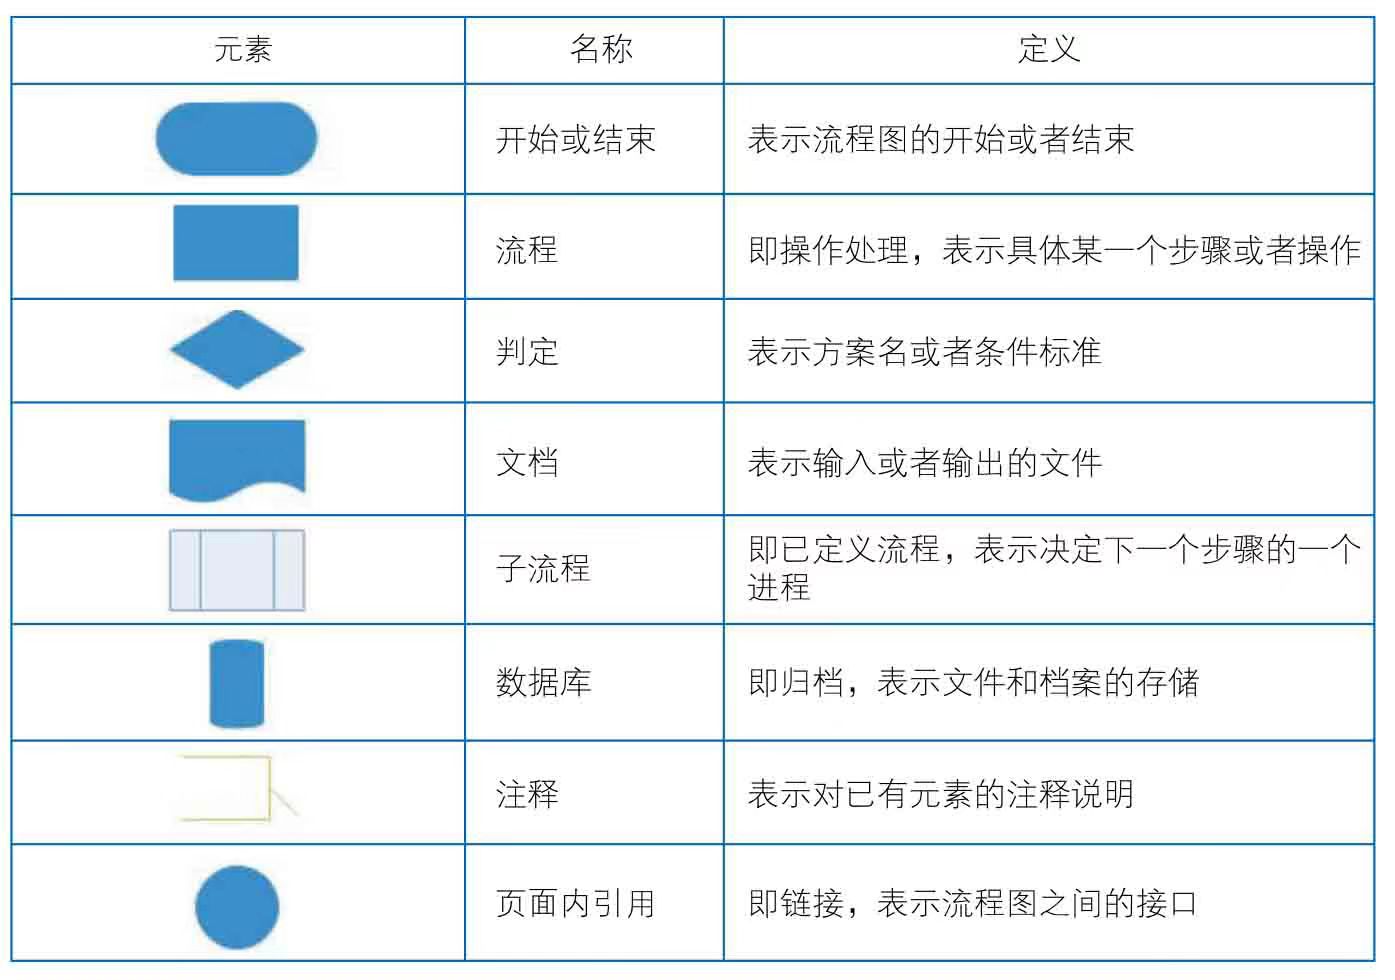 元素 名称 定义
开始或结束 表示流程图的开始或者结束
流程 即操作处理，表示具体某一个步骤或者操作
判定 表示方案名或者条件标准
文档 表示输入或者输出的文件
子流程 即已定义流程，表示决定下一个步骤的一个
进程
数据库 即归档，表示文件和档案的存储
注释 表示对已有元素的注释说明
页面内引用 即链接，表示流程图之间的接口